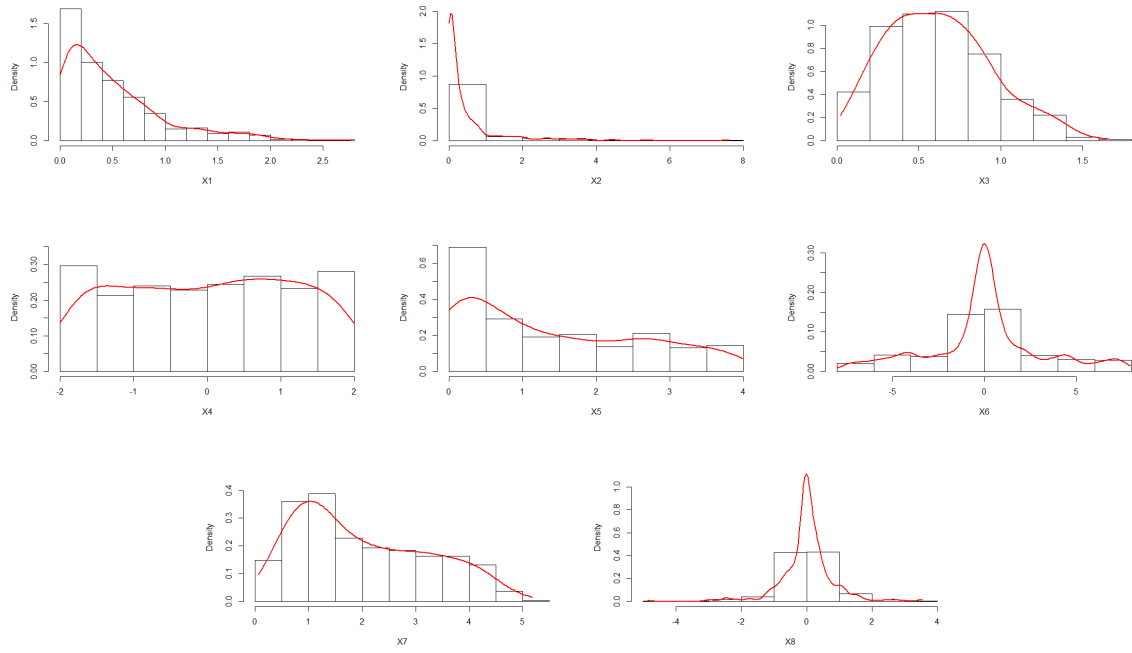 Density
0.0 0.5 1.0 1.5
0.0 0.5 1.0 1.5 2.0 2.5
X1
Density
0.0 0.5 1.0 1.5 2.0
0 2 4 6 8
X2
Density
0.0 0.2 0.4 0.6 0.8 1.0
0.0 0.5 1.0 1.5
X3
Density
0.00 0.10 0.20 0.30
-2 -1 0 1 2
X4
Density
0.0 0.2 0.4 0.6
0 1 2 3 4
X5
Density
0.00 0.10 0.20 0.30
-5 0 5
X6
Density
0.0 0.1 0.2 0.3 0.4
0 1 2 3 4 5
X7
Density
0.0 0.2 0.4 0.6 0.8 1.0
-4 -2 0 2 4
X8